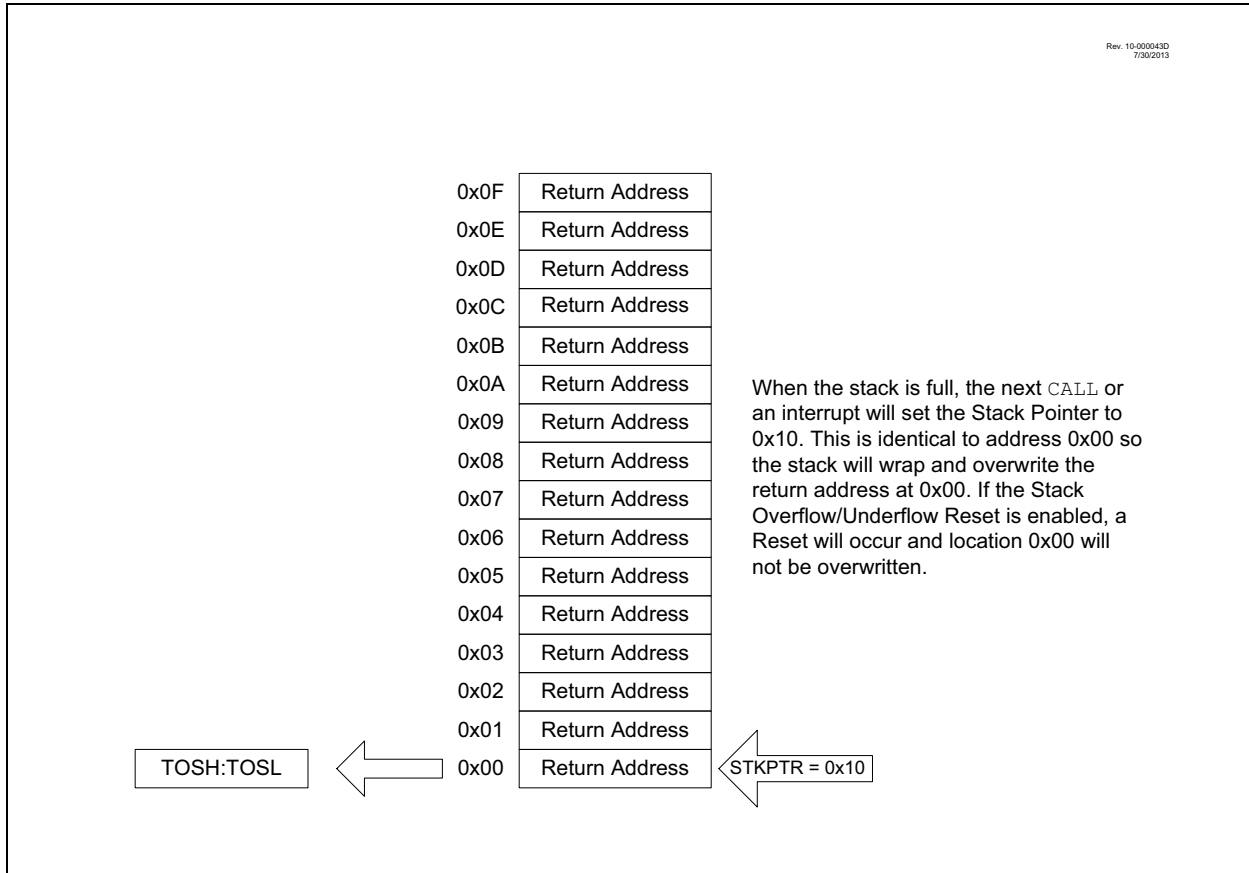 Rev. 10-000043D
7/30/2013
0x0F Return Address
0x0E Return Address
0x0D Return Address
0x0C Return Address
0x0B Return Address
0x0A Return Address
0x09 Return Address
0x08 Return Address
0x07 Return Address
0x06 Return Address
0x05 Return Address
0x04 Return Address
0x03 Return Address
0x02 Return Address
0x01 Return Address
TOSH:TOSL 0x00 Return Address STKPTR = 0x10
When the stack is full, the next CALL or
an interrupt will set the Stack Pointer to
0x10. This is identical to address 0x00 so
the stack will wrap and overwrite the
return address at 0x00. If the Stack
Overflow/Underflow Reset is enabled, a
Reset will occur and location 0x00 will
not be overwritten.